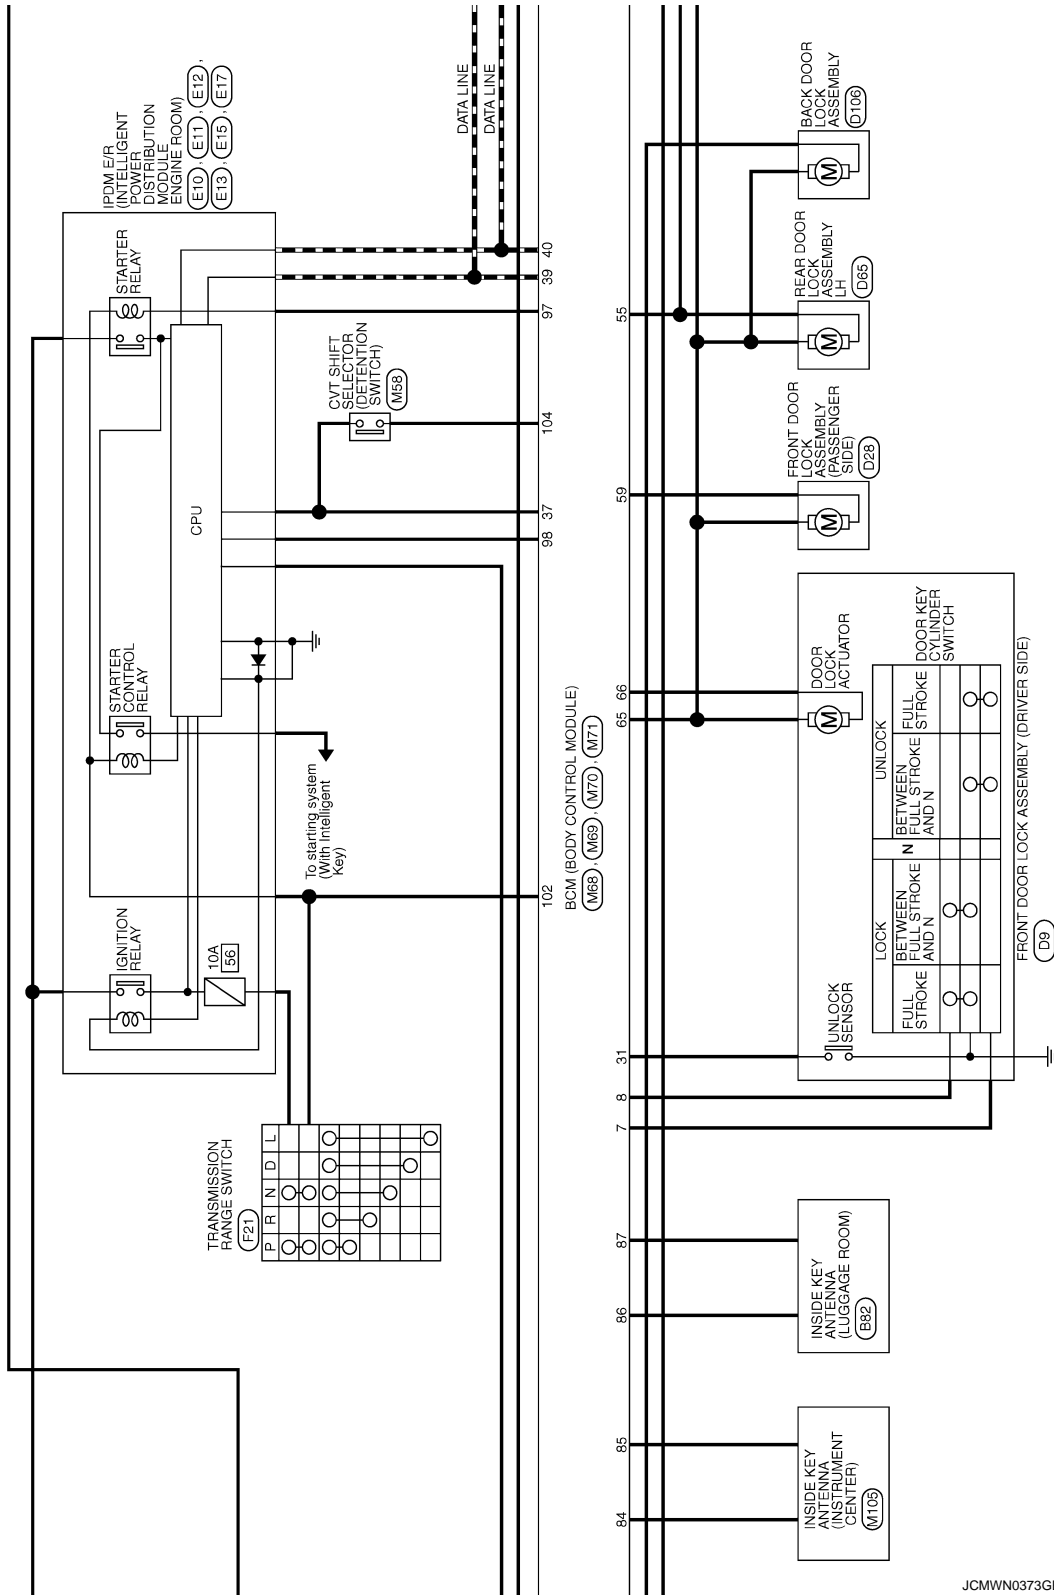 IPDM E/R
(INTELLIGENT
POWER
DISTRIBUTION
MODULE
ENGINE ROOM)
E10 , E11 , E12 ,
E13 , E15 , E17
STARTER
RELAY
STARTER
CONTROL
RELAY
IGNITION
RELAY
CPU
10A
56
DATA LINE
DATA LINE
CVT SHIFT
SELECTOR
(DETENTION
SWITCH)
M58
To starting system
(With Intelligent
Key)
TRANSMISSION
RANGE SWITCH
F21
P R N D L
102
98
37
104
97
39
40
BCM (BODY CONTROL MODULE)
M68 , M69 , M70 , M71
84
85
86
87
7
8
31
65
66
59
55
INSIDE KEY
ANTENNA
(INSTRUMENT
CENTER)
M105
INSIDE KEY
ANTENNA
(LUGGAGE ROOM)
B82
UNLOCK
SENSOR
DOOR
LOCK
ACTUATOR
M
LOCK
N
UNLOCK
FULL
STROKE
BETWEEN
FULL STROKE
AND N
BETWEEN
FULL STROKE
AND N
FULL
STROKE
DOOR KEY
CYLINDER
SWITCH
FRONT DOOR LOCK ASSEMBLY (DRIVER SIDE)
D9
FRONT DOOR
LOCK
ASSEMBLY
(PASSENGER
SIDE)
D28
M
REAR DOOR
LOCK
ASSEMBLY
LH
D65
M
BACK DOOR
LOCK
ASSEMBLY
D106
M